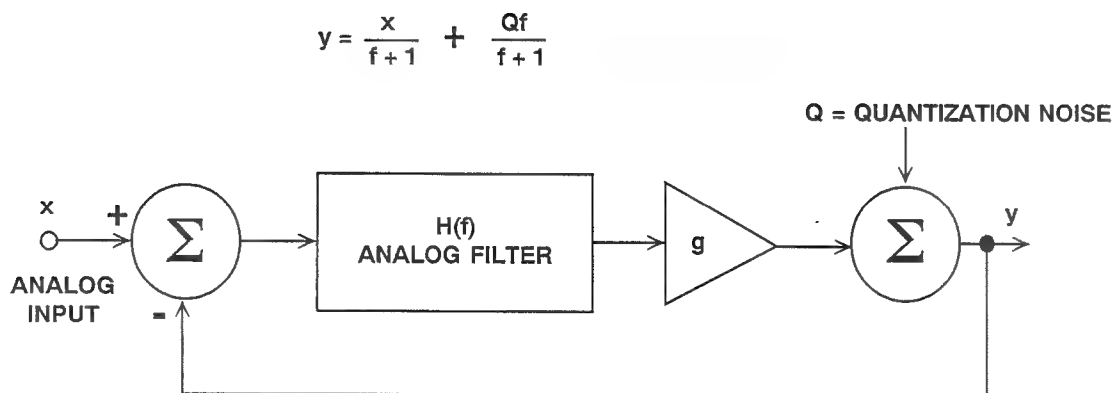 y = x / f + 1 + Qf / f + 1
Q = QUANTIZATION NOISE
x
+
Σ
H(f)
ANALOG FILTER
g
Σ
y
ANALOG
INPUT
-